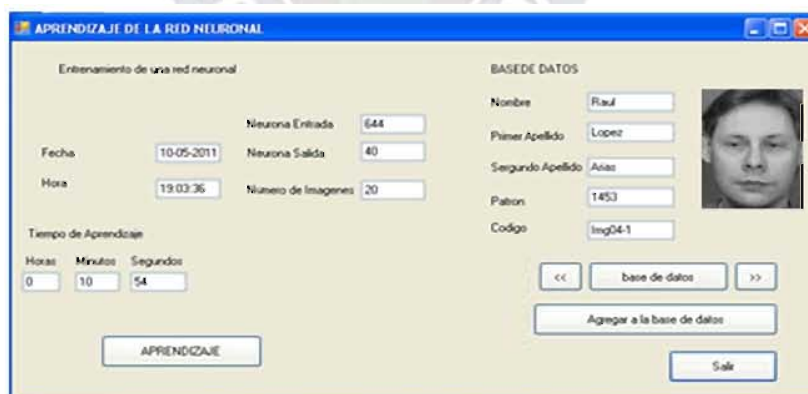 APRENDIZAJE DE LA RED NEURONAL
Entrenamiento de una red neuronal
Fecha 10-05-2011
Hora 19:03:36
Neurona Entrada 644
Neurona Salida 40
Numero de Imagenes 20
Tiempo de Aprendizaje
Horas Minutos Segundos
0 10 54
APRENDIZAJE
BASEDE DATOS
Nombre Raul
Primer Apellido Lopez
Sergundo Apellido Arias
Patron 1453
Codigo Img04-1
<< base de datos >>
Agregar a la base de datos
Salir